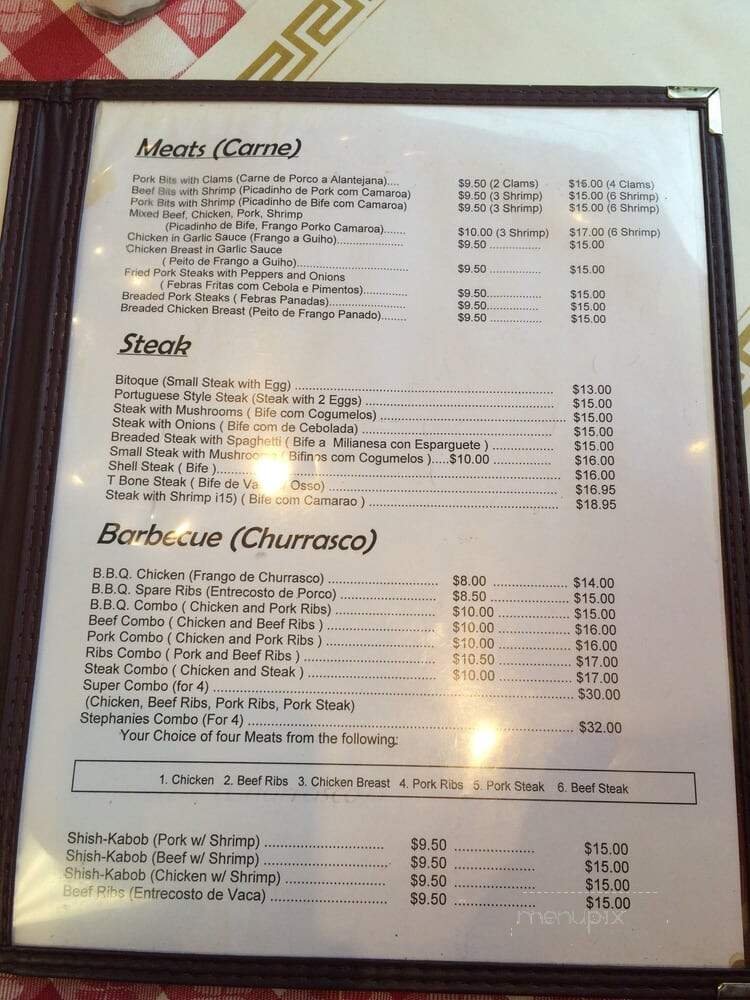 Meats (Carne)
Pork Bits with Clams (Carne de Porco a Alantejana).... $9.50 (2 Clams) $16.00 (4 Clams)
Beef Bits with Shrimp (Picadinho de Pork com Camaroa) $9.50 (3 Shrimp) $15.00 (6 Shrimp)
Pork Bits with Shrimp (Picadinho de Bife com Camaroa) $9.50 (3 Shrimp) $15.00 (6 Shrimp)
Mixed Beef, Chicken, Pork, Shrimp
(Picadinho de Bife, Frango Porko Camaroa)....... $10.00 (3 Shrimp) $17.00 (6 Shrimp)
Chicken in Garlic Sauce (Frango a Guiho)..................... $9.50 ................. $15.00
Chicken Breast in Garlic Sauce
( Peito de Frango a Guiho)............................ $9.50 ................. $15.00
Fried Pork Steaks with Peppers and Onions
( Febras Fritas com Cebola e Pimentos)............ $9.50.................. $15.00
Breaded Pork Steaks ( Febras Panadas)..................... $9.50.................. $15.00
Breaded Chicken Breast (Peito de Frango Panado)....... $9.50 ................. $15.00
Steak
Bitoque (Small Steak with Egg) ........................ $13.00
Portuguese Style Steak (Steak with 2 Eggs) ........................ $15.00
Steak with Mushrooms ( Bife com Cogumelos) ........................ $15.00
Steak with Onions ( Bife com de Cebolada) ........................ $15.00
Breaded Steak with Spaghetti ( Bife a Milanesa con Esparguete ) .................... $15.00
Small Steak with Mushrooms ( Bifinos com Cogumelos )....$10.00 ................. $16.00
Shell Steak ( Bife )........................ $16.00
T Bone Steak ( Bife de Osso) ........................ $16.95
Steak with Shrimp i15) ( Bife com Camarao ) ........................ $18.95
Barbecue (Churrasco)
B.B.Q. Chicken (Frango de Churrasco) ........................ $8.00 .................... $14.00
B.B.Q. Spare Ribs (Entrecosto de Porco) ........................ $8.50 ..................... $15.00
B.B.Q. Combo ( Chicken and Pork Ribs) ........................ $10.00 ................... $15.00
Beef Combo ( Chicken and Beef Ribs ) ........................ $10.00 ................... $16.00
Pork Combo ( Chicken and Pork Ribs ) ........................ $10.00 ................... $16.00
Ribs Combo ( Pork and Beef Ribs ) ........................ $10.50 ................... $17.00
Steak Combo ( Chicken and Steak ) ........................ $10.00 ................... $17.00
Super Combo (for 4) ........................ $30.00
(Chicken, Beef Ribs, Pork Ribs, Pork Steak)
Stephanies Combo (For 4) ........................ $32.00
Your Choice of four Meats from the following:
1. Chicken 2. Beef Ribs 3. Chicken Breast 4. Pork Ribs 5. Pork Steak 6. Beef Steak
Shish-Kabob (Pork w/ Shrimp) ........................ $9.50 ..................... $15.00
Shish-Kabob (Beef w/ Shrimp) ........................ $9.50 ..................... $15.00
Shish-Kabob (Chicken w/ Shrimp) ........................ $9.50 ..................... $15.00
Beef Ribs (Entrecosto de Vaca) ........................ $9.50 ..................... $15.00
menupix